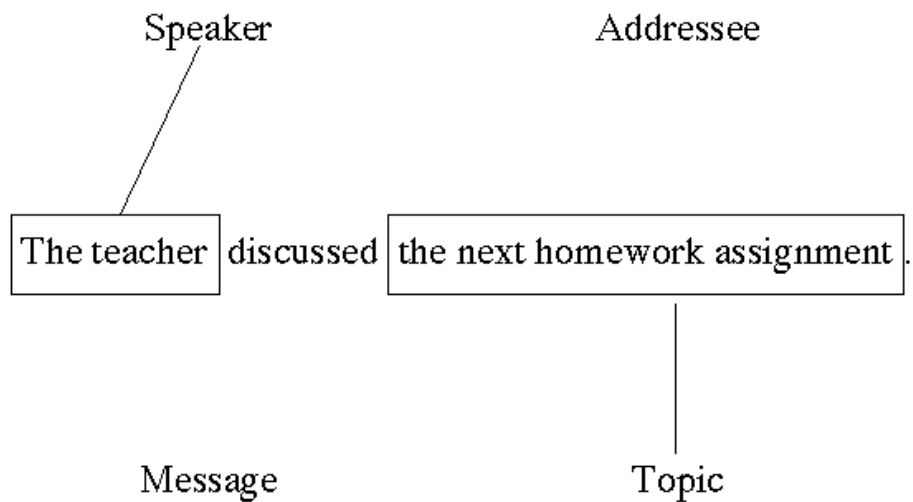 Speaker Addressee
The teacher discussed the next homework assignment.
Message Topic